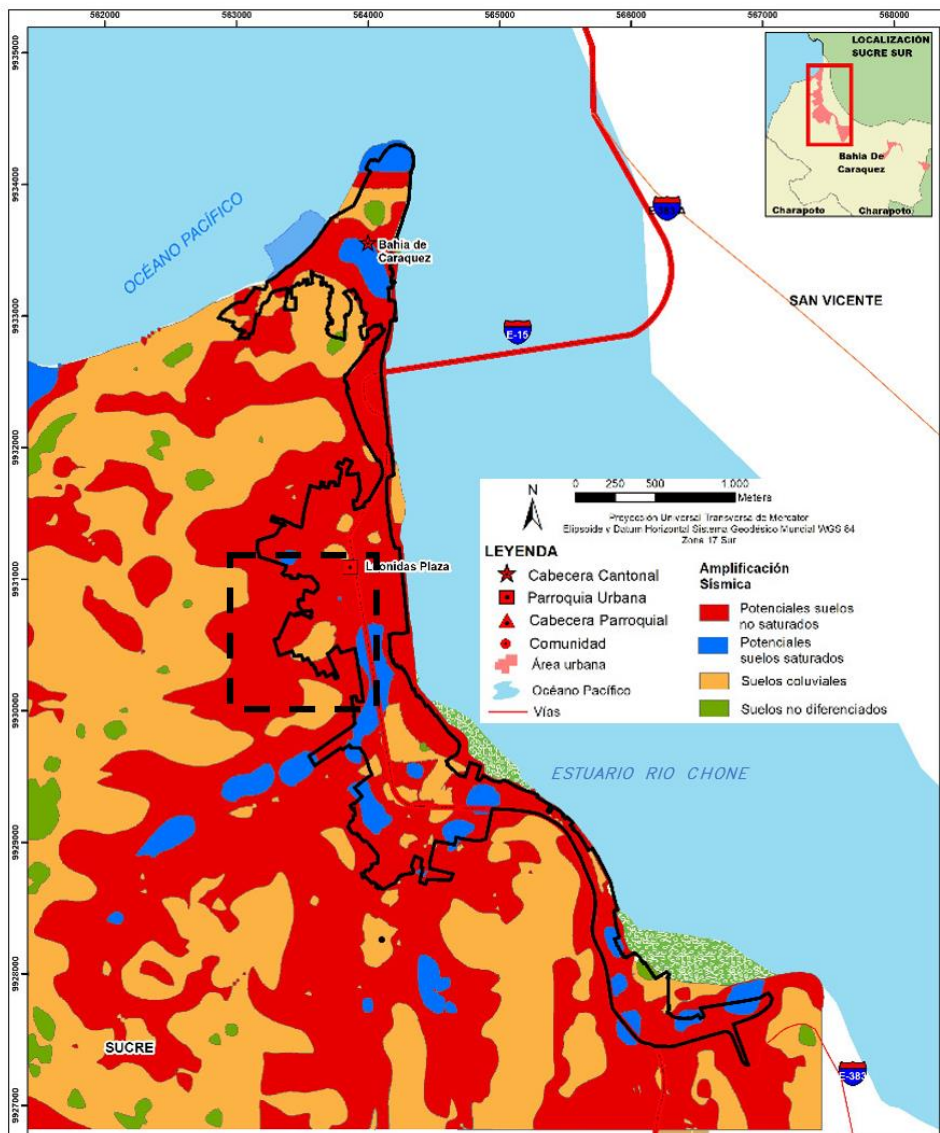 562000
563000
564000
565000
566000
567000
568000
9935000
9934000
9933000
9932000
9931000
9930000
9929000
9928000
9927000
LOCALIZACIÓN
SUCRE SUR
Bahia De
Caraquez
Charapoto
Charapoto
OCÉANO PACÍFICO
Bahia de
Caraquez
SAN VICENTE
E-15
N
0 250 500 1.000
Meters
Proyección Universal Transversa de Mercator
Elipsoide y Datum Horizontal Sistema Geodésico Mundial WGS 84
Zona 17 Sur
LEYENDA
Cabecera Cantonal
Parroquia Urbana
Cabecera Parroquial
Comunidad
Área urbana
Océano Pacífico
Vías
Amplificación
Sísmica
Potenciales suelos
no saturados
Potenciales
suelos saturados
Suelos coluviales
Suelos no diferenciados
Leonidas Plaza
ESTUARIO RIO CHONE
SUCRE
E-383